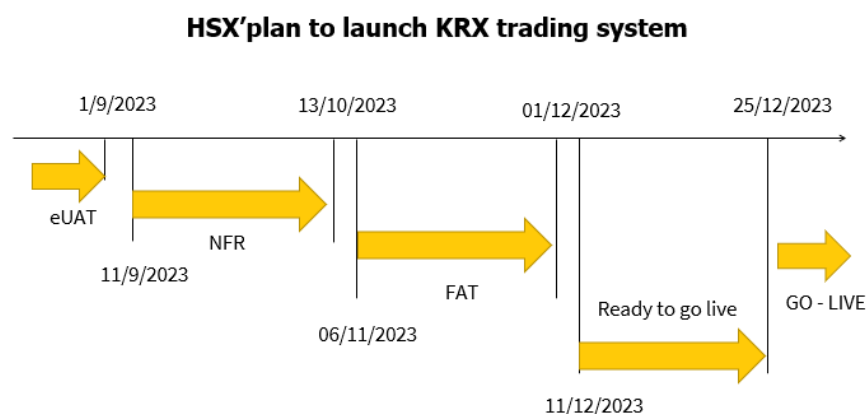 HSX'plan to launch KRX trading system
1/9/2023
13/10/2023
01/12/2023
25/12/2023
eUAT
NFR
11/9/2023
FAT
06/11/2023
Ready to go live
GO - LIVE
11/12/2023